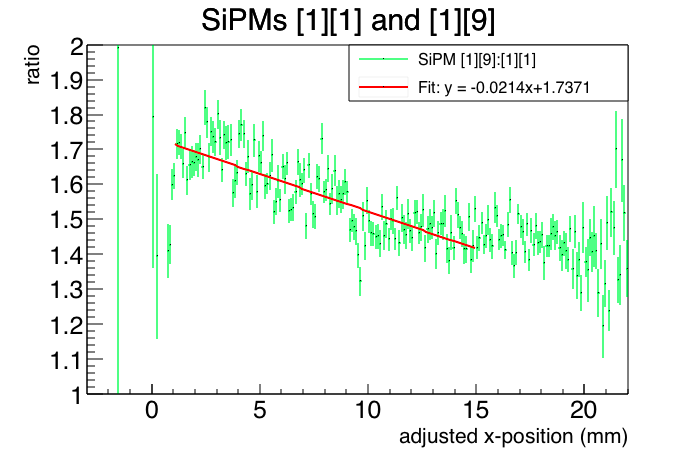 SiPMs [1][1] and [1][9]
ratio
2
1.9
1.8
1.7
1.6
1.5
1.4
1.3
1.2
1.1
1
SiPM [1][9]:[1][1]
Fit: y = -0.0214x+1.7371
0 5 10 15 20
adjusted x-position (mm)